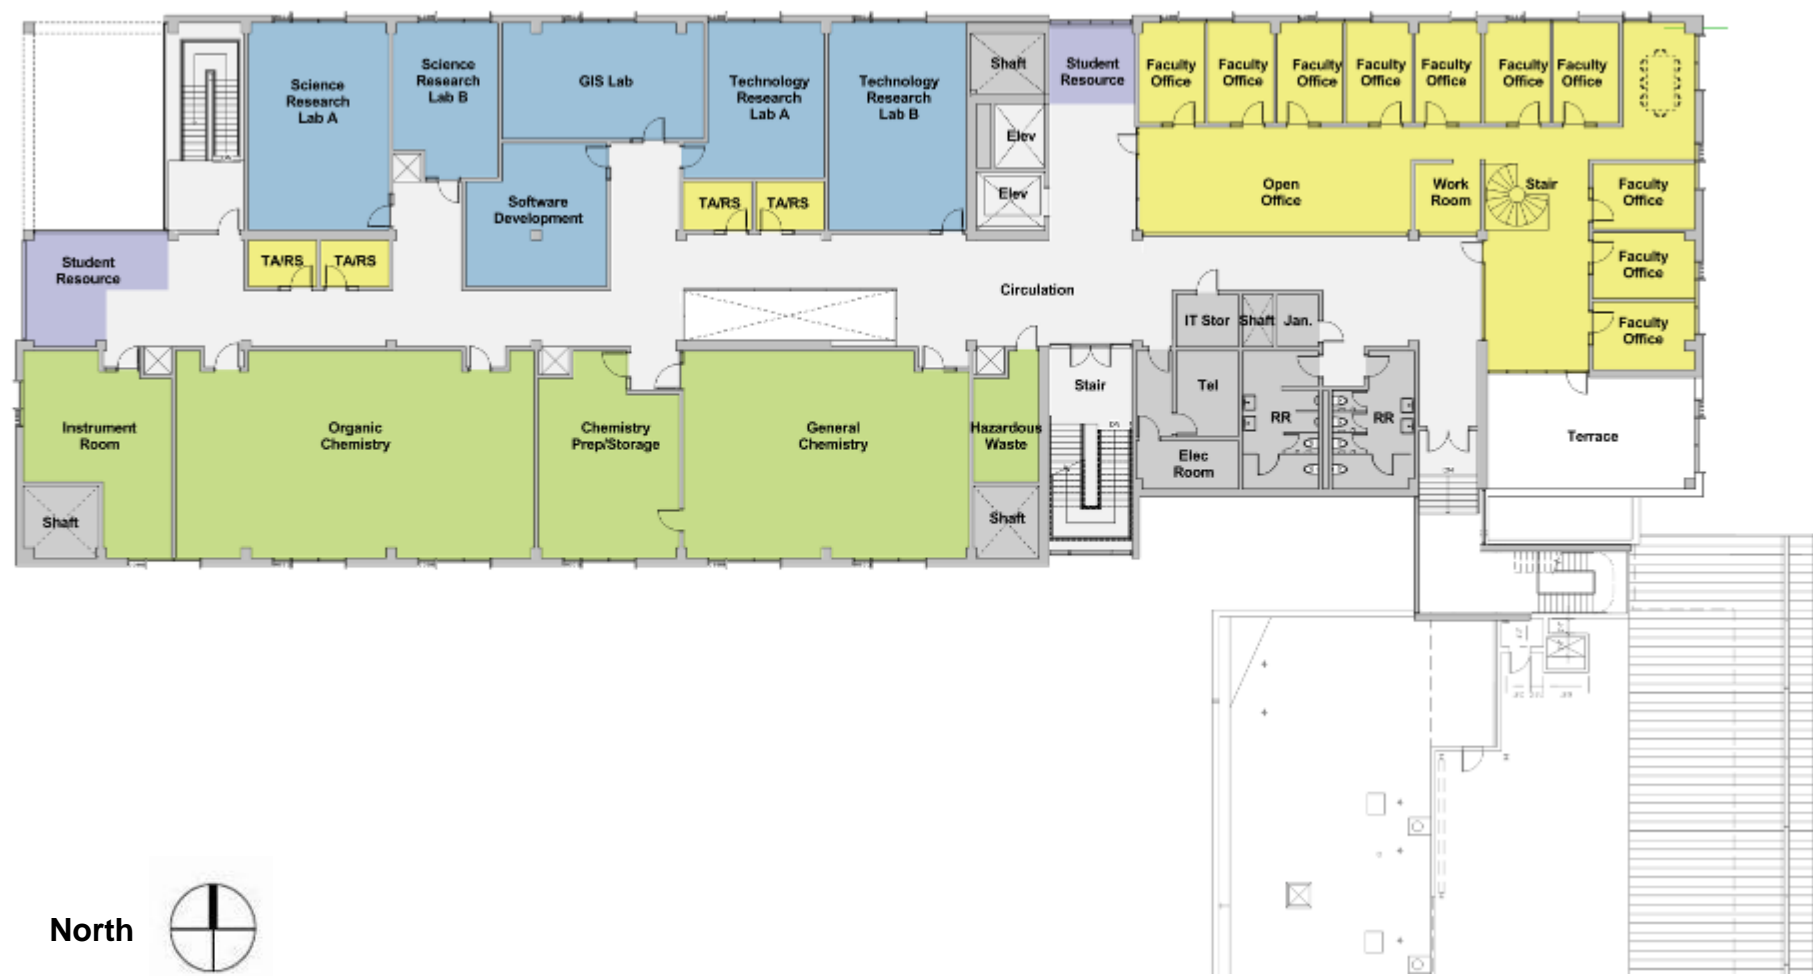 Science
Research
Lab A
Science
Research
Lab B
GIS Lab
Technology
Research
Lab A
Technology
Research
Lab B
Shaft
Student
Resource
Faculty
Office
Faculty
Office
Faculty
Office
Faculty
Office
Faculty
Office
Faculty
Office
Faculty
Office
Elev
Elev
Software
Development
TA/RS
TA/RS
Open
Office
Work
Room
Stair
Faculty
Office
Student
Resource
TA/RS
TA/RS
Circulation
Faculty
Office
IT Stor
Shaft
Jan.
Faculty
Office
Stair
Tel
Instrument
Room
Organic
Chemistry
Chemistry
Prep/Storage
General
Chemistry
Hazardous
Waste
RR
RR
Terrace
Elec
Room
Shaft
Shaft
North